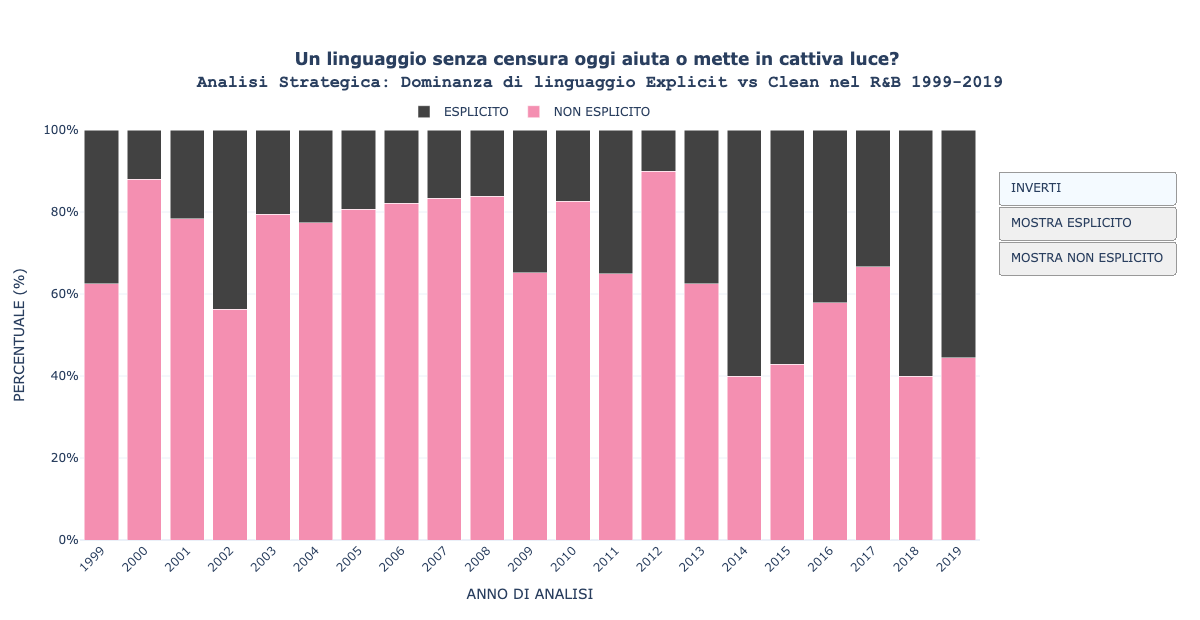 Un linguaggio senza censura oggi aiuta o mette in cattiva luce?
Analisi Strategica: Dominanza di linguaggio Explicit vs Clean nel R&B 1999-2019
ESPLICITO NON ESPLICITO
100%
80%
60%
40%
20%
0%
PERCENTUALE (%)
1999 2000 2001 2002 2003 2004 2005 2006 2007 2008 2009 2010 2011 2012 2013 2014 2015 2016 2017 2018 2019
ANNO DI ANALISI
INVERTI
MOSTRA ESPLICITO
MOSTRA NON ESPLICITO